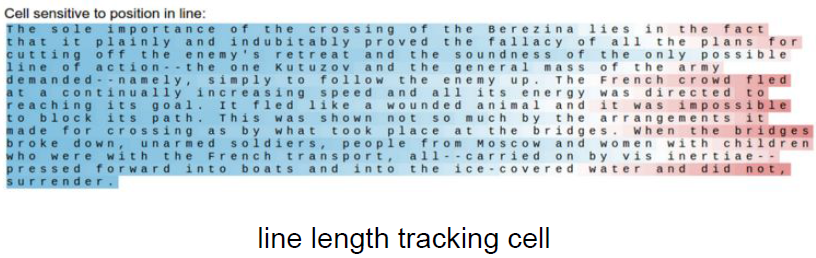 Cell sensitive to position in line:
The sole importance of the crossing of the Berezina lies in the fact
that it plainly and indubitably proved the fallacy of all the plans for
cutting off the enemy's retreat and the soundness of the only possible
line of action--the one Kutuzov and the general mass of the army
demanded--namely, simply to follow the enemy up. The French crowd fled
at a continually increasing speed and all its energy was directed to
reaching its goal. It fled like a wounded animal and it was impossible
to block its path. This was shown not so much by the arrangements it
made for crossing as by what took place at the bridges. When the bridges
broke down, unarmed soldiers, people from Moscow and women with children
who were with the French transport, all--carried on by vis inertiae--
pressed forward into boats and into the ice-covered water and did not,
surrender.
line length tracking cell